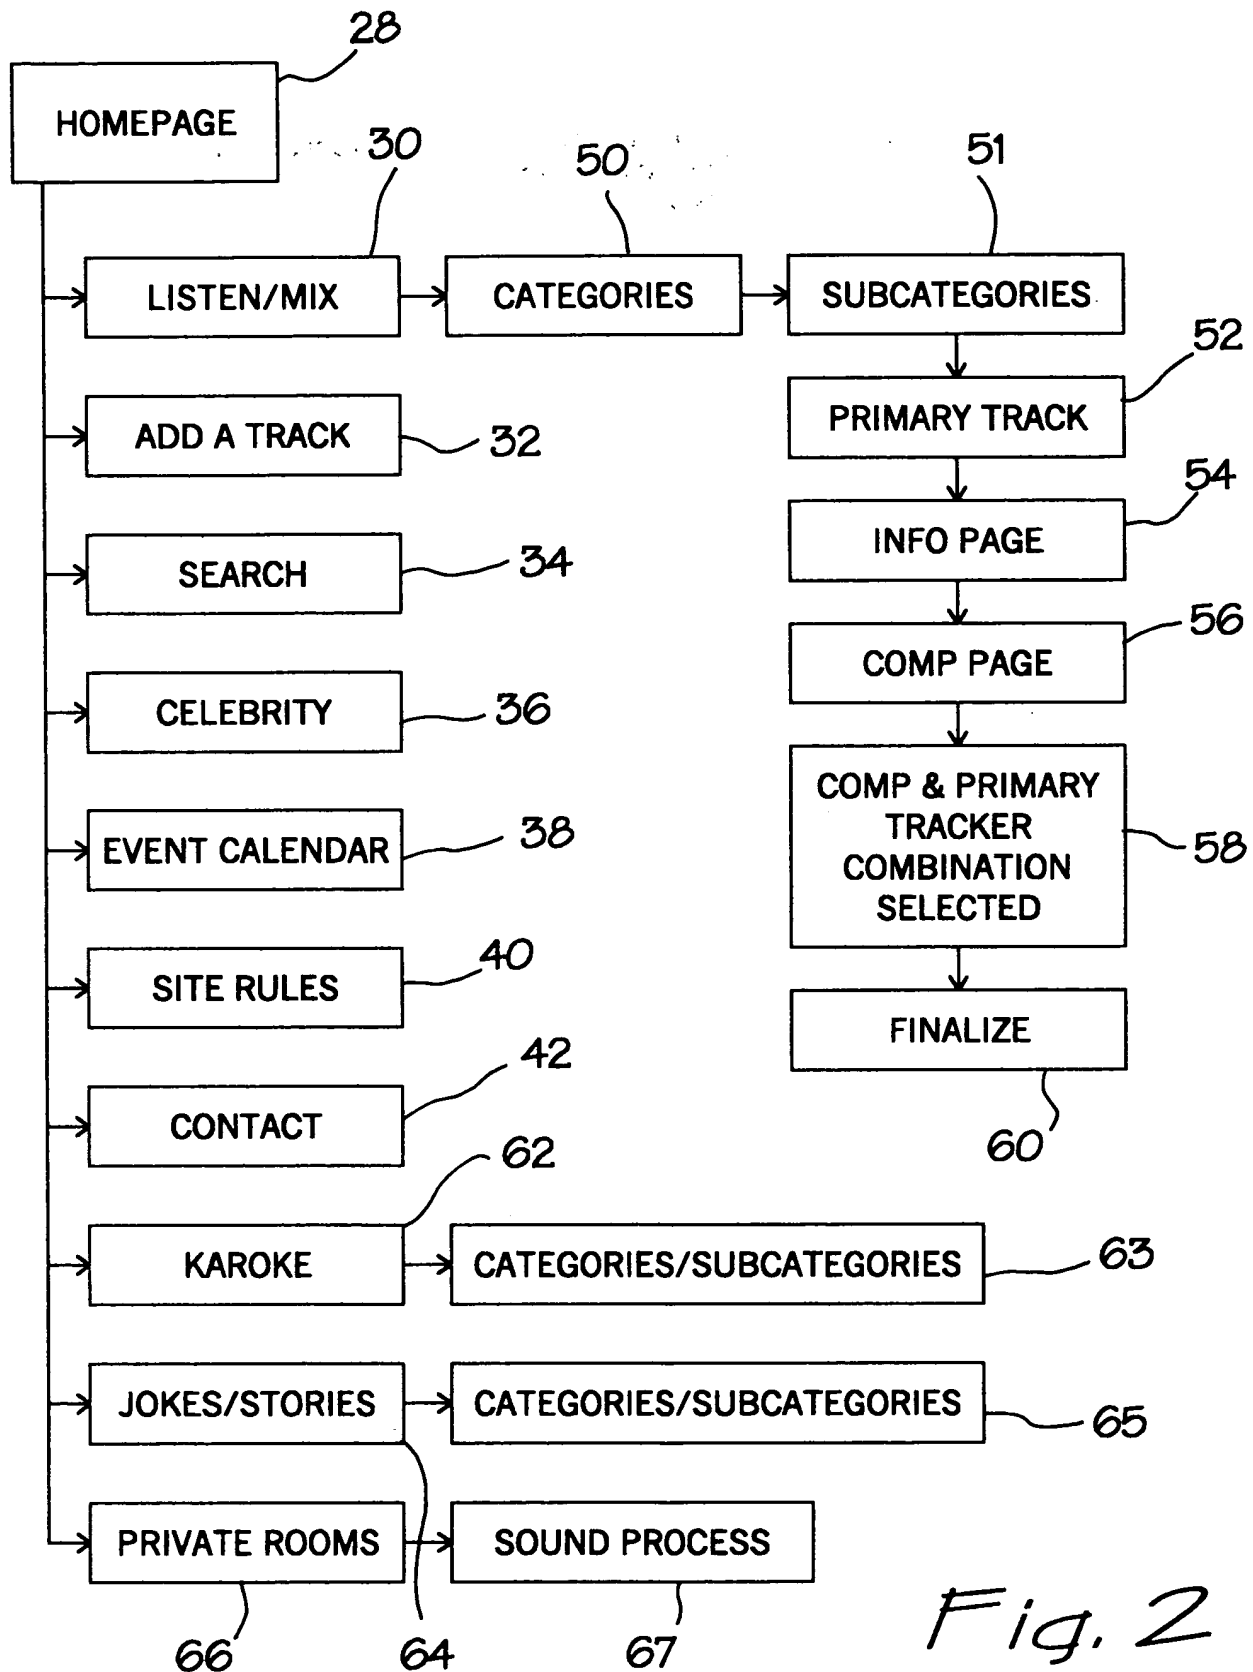 28
HOMEPAGE
30
50
51
LISTEN/MIX
CATEGORIES
SUBCATEGORIES
52
ADD A TRACK
32
PRIMARY TRACK
54
SEARCH
34
INFO PAGE
56
CELEBRITY
36
COMP PAGE
EVENT CALENDAR
38
COMP & PRIMARY
TRACKER
COMBINATION
SELECTED
58
SITE RULES
40
FINALIZE
60
CONTACT
42
62
KAROKE
CATEGORIES/SUBCATEGORIES
63
JOKES/STORIES
CATEGORIES/SUBCATEGORIES
65
PRIVATE ROOMS
SOUND PROCESS
66
64
67
Fig. 2